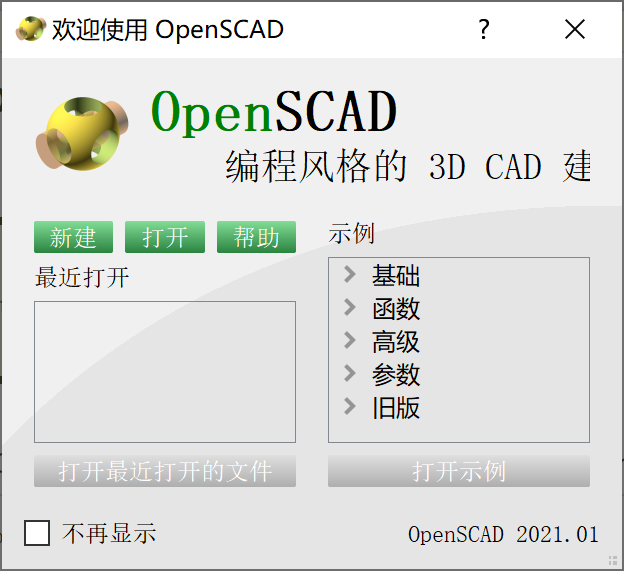 欢迎使用 OpenSCAD
OpenSCAD
编程风格的 3D CAD 建
新建 打开 帮助
最近打开
打开最近打开的文件
示例
基础
函数
高级
参数
旧版
打开示例
不再显示
OpenSCAD 2021.01